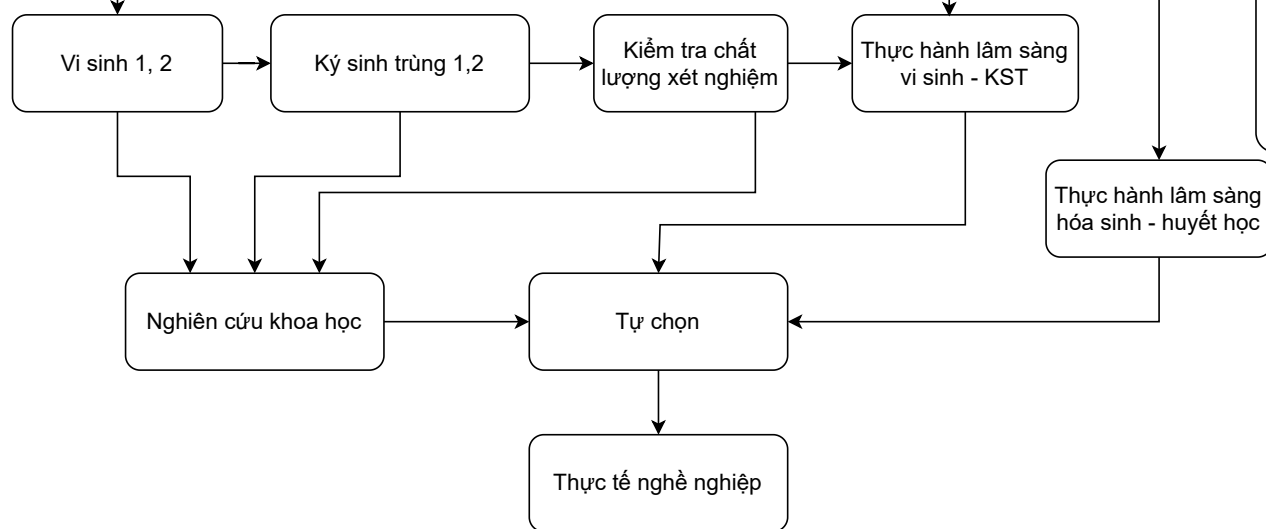 Vi sinh 1, 2
Ký sinh trùng 1,2
Kiểm tra chất
lượng xét nghiệm
Thực hành lâm sàng
vi sinh - KST
Thực hành lâm sàng
hóa sinh - huyết học
Nghiên cứu khoa học
Tự chọn
Thực tế nghề nghiệp